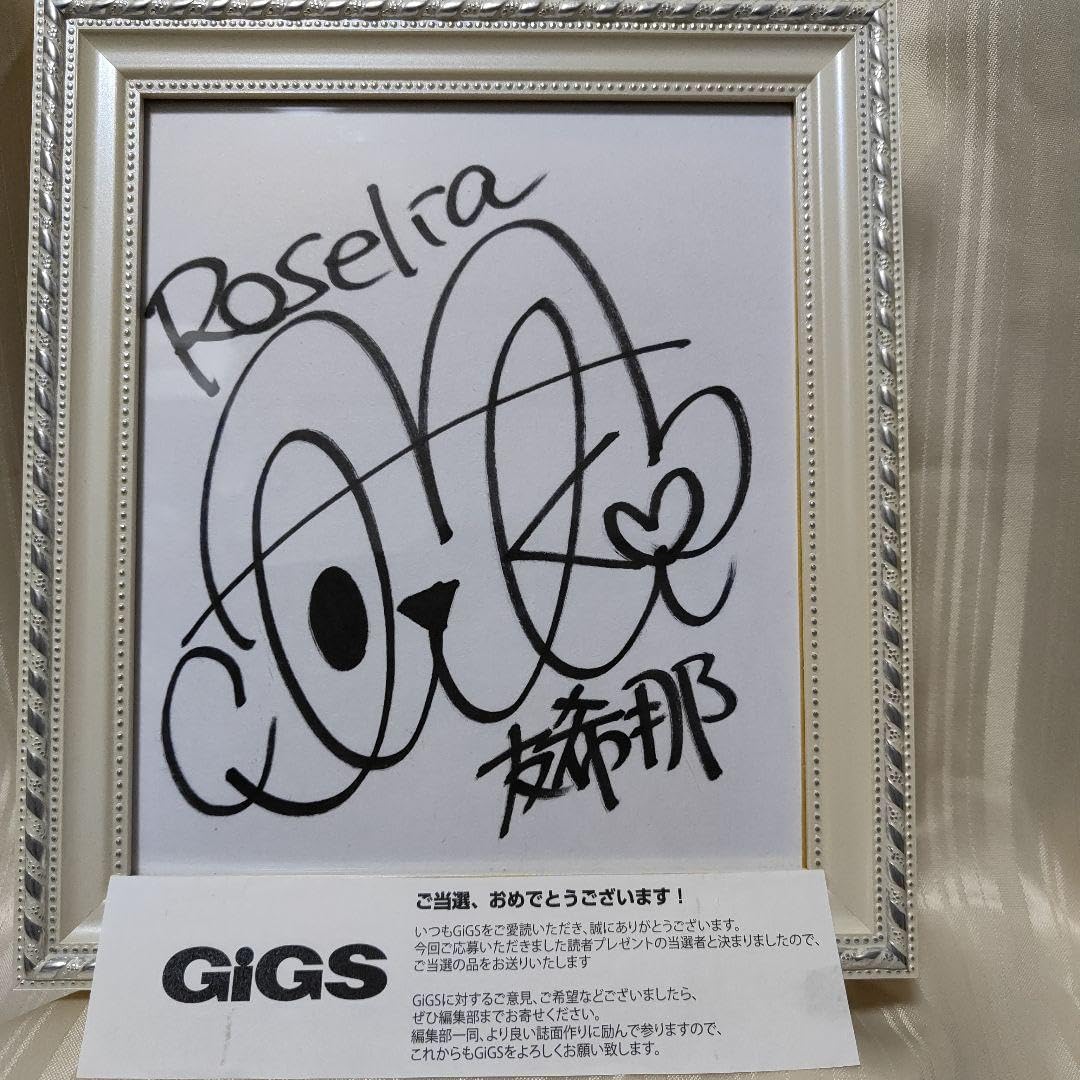 Roselia
友希那
GiGS
ご当選、おめでとうございます！
いつもGiGSをご愛読いただき、誠にありがとうございます。
今回ご応募いただきました読者プレゼントの当選者と決まりましたので、
ご当選の品をお送りいたします
GiGSに対するご意見、ご希望などございましたら、
ぜひ編集部までお寄せください。
編集部一同、より良い誌面作りに励んで参りますので、
これからもGiGSをよろしくお願い致します。